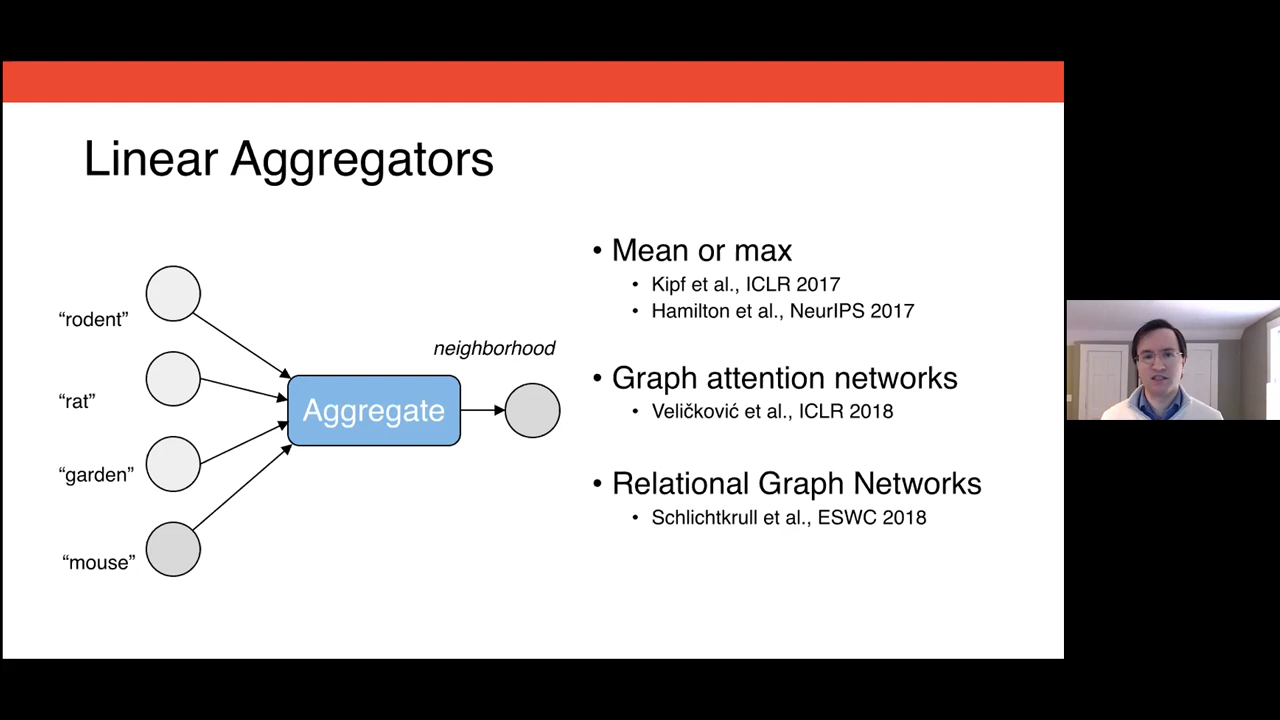 Linear Aggregators
“rodent”
“rat”
“garden”
“mouse”
Aggregate
neighborhood
• Mean or max
• Kipf et al., ICLR 2017
• Hamilton et al., NeurIPS 2017
• Graph attention networks
• Veličković et al., ICLR 2018
• Relational Graph Networks
• Schlichtkrull et al., ESWC 2018